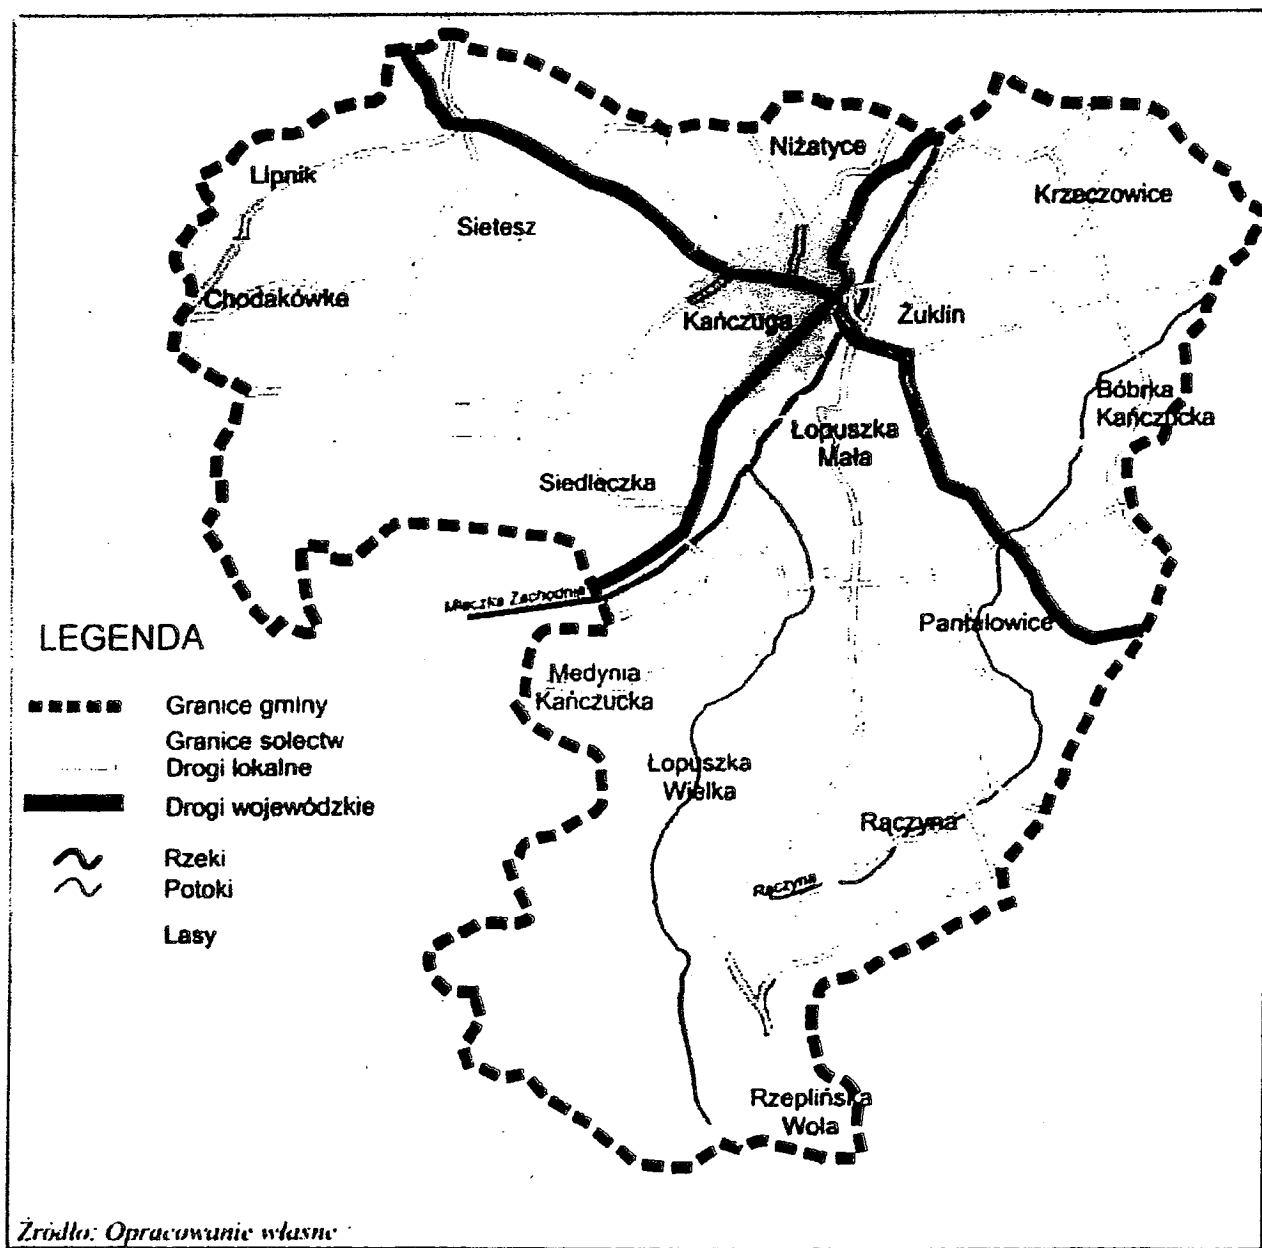 Niżatyce
Lipnik
Krzeczowice
Sietesz
Chodakówka
Kańczuga
Żuklin
Bóbrka
Kańczucka
Łopuszka
Mała
Siedleczka
Mleczka Zachodnia
Pantalowice
Medynia
Kańczucka
Łopuszka
Wielka
Rączyna
Rączyna
Rzeplińska
Wola
LEGENDA
Granice gminy
Granice sołectw
Drogi lokalne
Drogi wojewódzkie
Rzeki
Potoki
Lasy
Źródło: Opracowanie własne